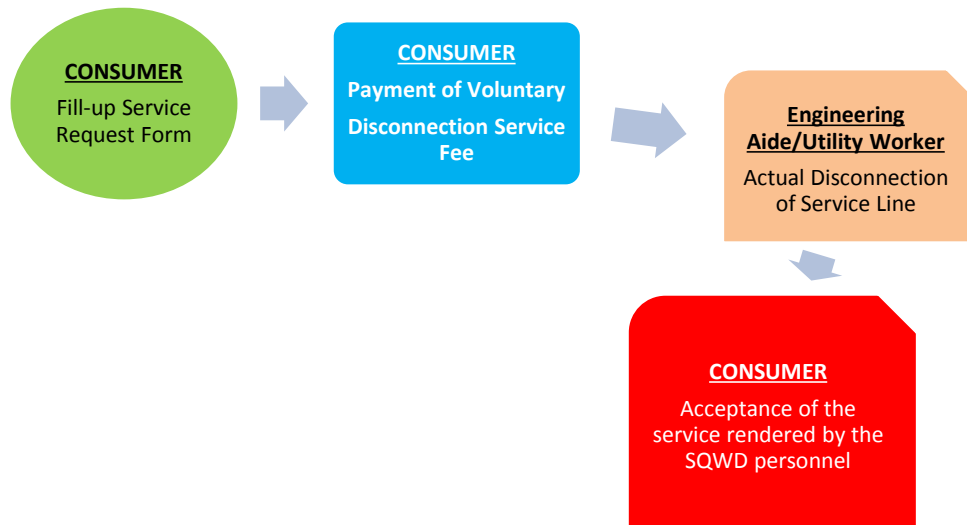 CONSUMER
Fill-up Service
Request Form
CONSUMER
Payment of Voluntary
Disconnection Service
Fee
Engineering
Aide/Utility Worker
Actual Disconnection
of Service Line
CONSUMER
Acceptance of the
service rendered by the
SQWD personnel